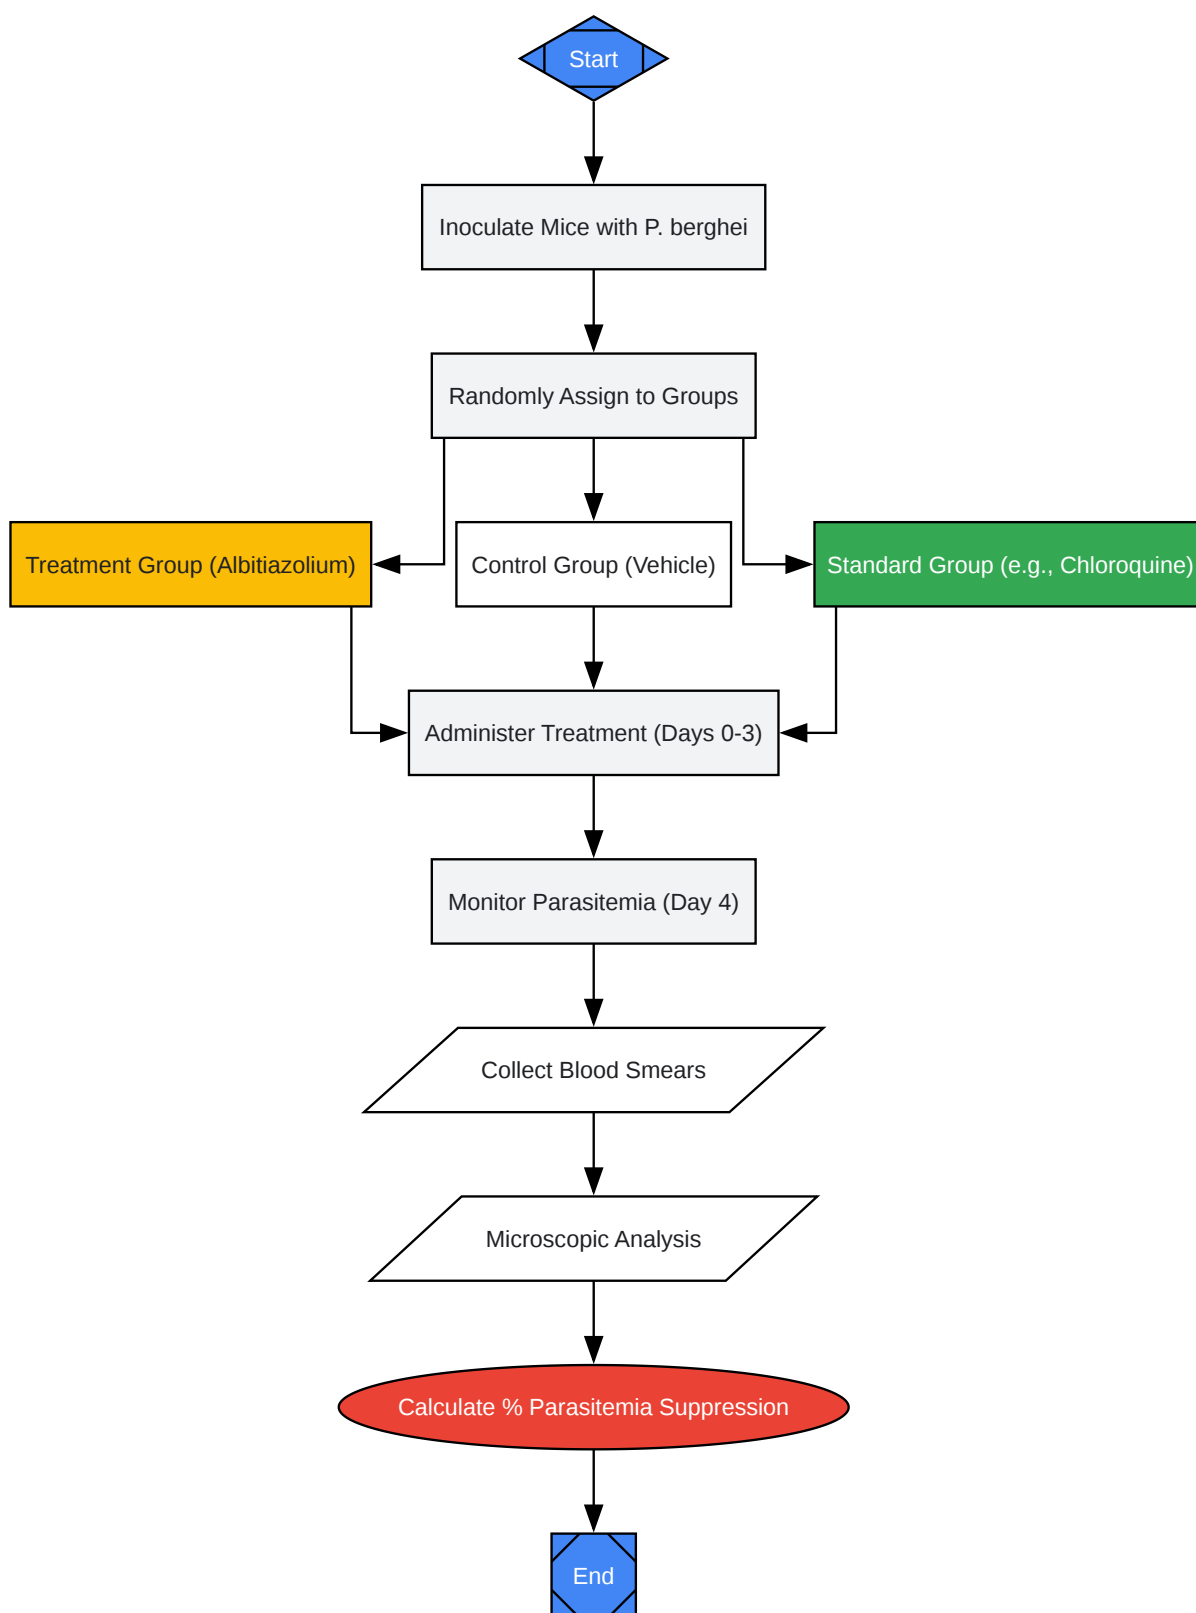 Start
Inoculate Mice with P. berghei
Randomly Assign to Groups
Treatment Group (Albitiazolium)
Control Group (Vehicle)
Standard Group (e.g., Chloroquine)
Administer Treatment (Days 0-3)
Monitor Parasitemia (Day 4)
Collect Blood Smears
Microscopic Analysis
Calculate % Parasitemia Suppression
End